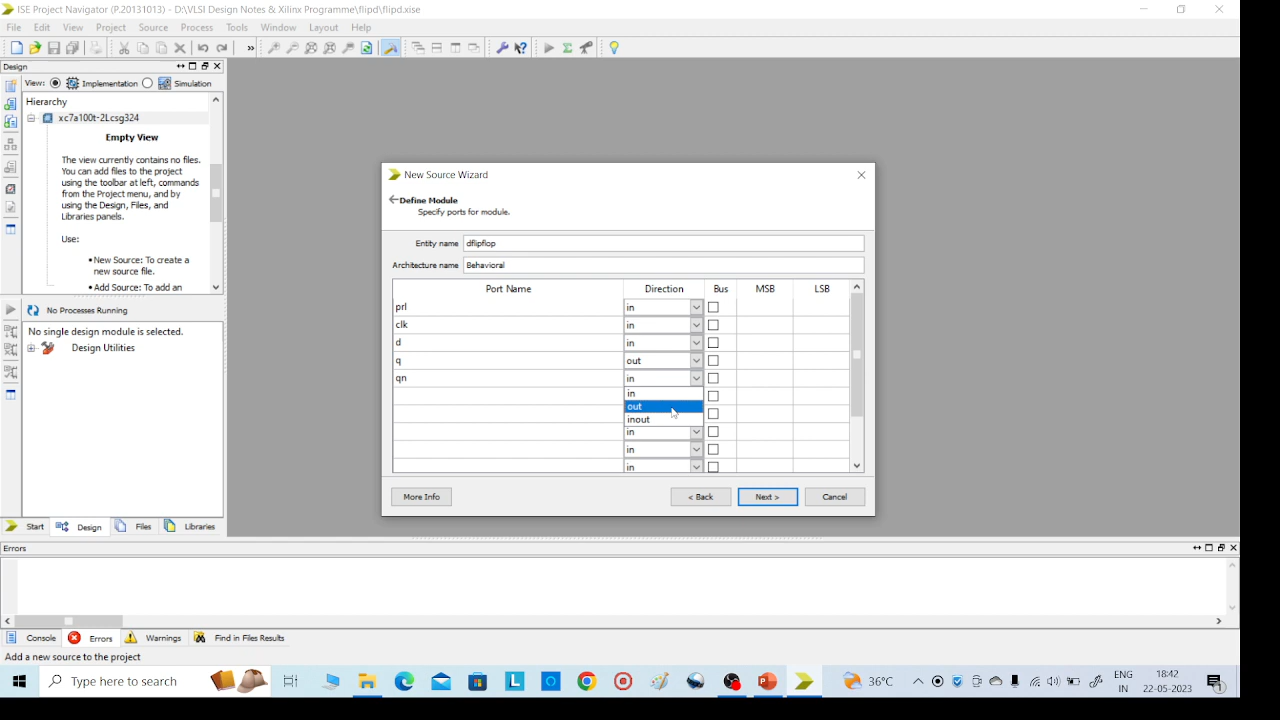 ISE Project Navigator (P.20131013) - D:\VLSI Design Notes & Xilinx Programme\flipd\flipd.xise
File Edit View Project Source Process Tools Window Layout Help
Design
View: Implementation Simulation
Hierarchy
xc7a100t-2Lcsg324
Empty View
The view currently contains no files.
You can add files to the project
using the toolbar at left, commands
from the Project menu, and by
using the Design, Files, and
Libraries panels.
Use:
•New Source: To create a
new source file.
•Add Source: To add an
No Processes Running
No single design module is selected.
Design Utilities
Start Design Files Libraries
New Source Wizard
Define Module
Specify ports for module.
Entity name dflipflop
Architecture name Behavioral
Port Name Direction Bus MSB LSB
prl in
clk in
d in
q out
qn in
in
out
inout
in
in
in
More Info < Back Next > Cancel
Errors
Console Errors Warnings Find in Files Results
Add a new source to the project
Type here to search
L
36°C
ENG
IN
18:42
22-05-2023
1